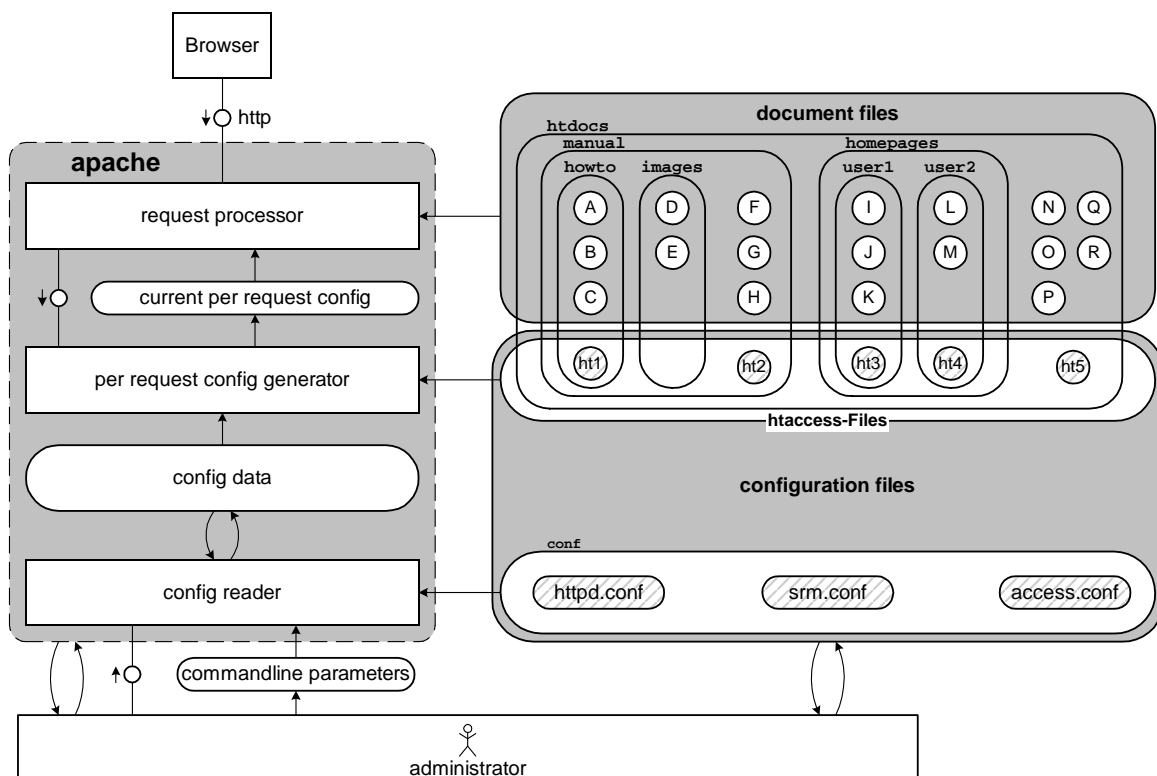 Browser
http
apache
request processor
current per request config
per request config generator
config data
config reader
commandline parameters
administrator
document files
htdocs
manual
homepages
howto
images
user1
user2
A
D
F
I
L
N
Q
B
E
G
J
M
O
R
C
H
K
P
ht1
ht2
ht3
ht4
ht5
htaccess-Files
configuration files
conf
httpd.conf
srm.conf
access.conf